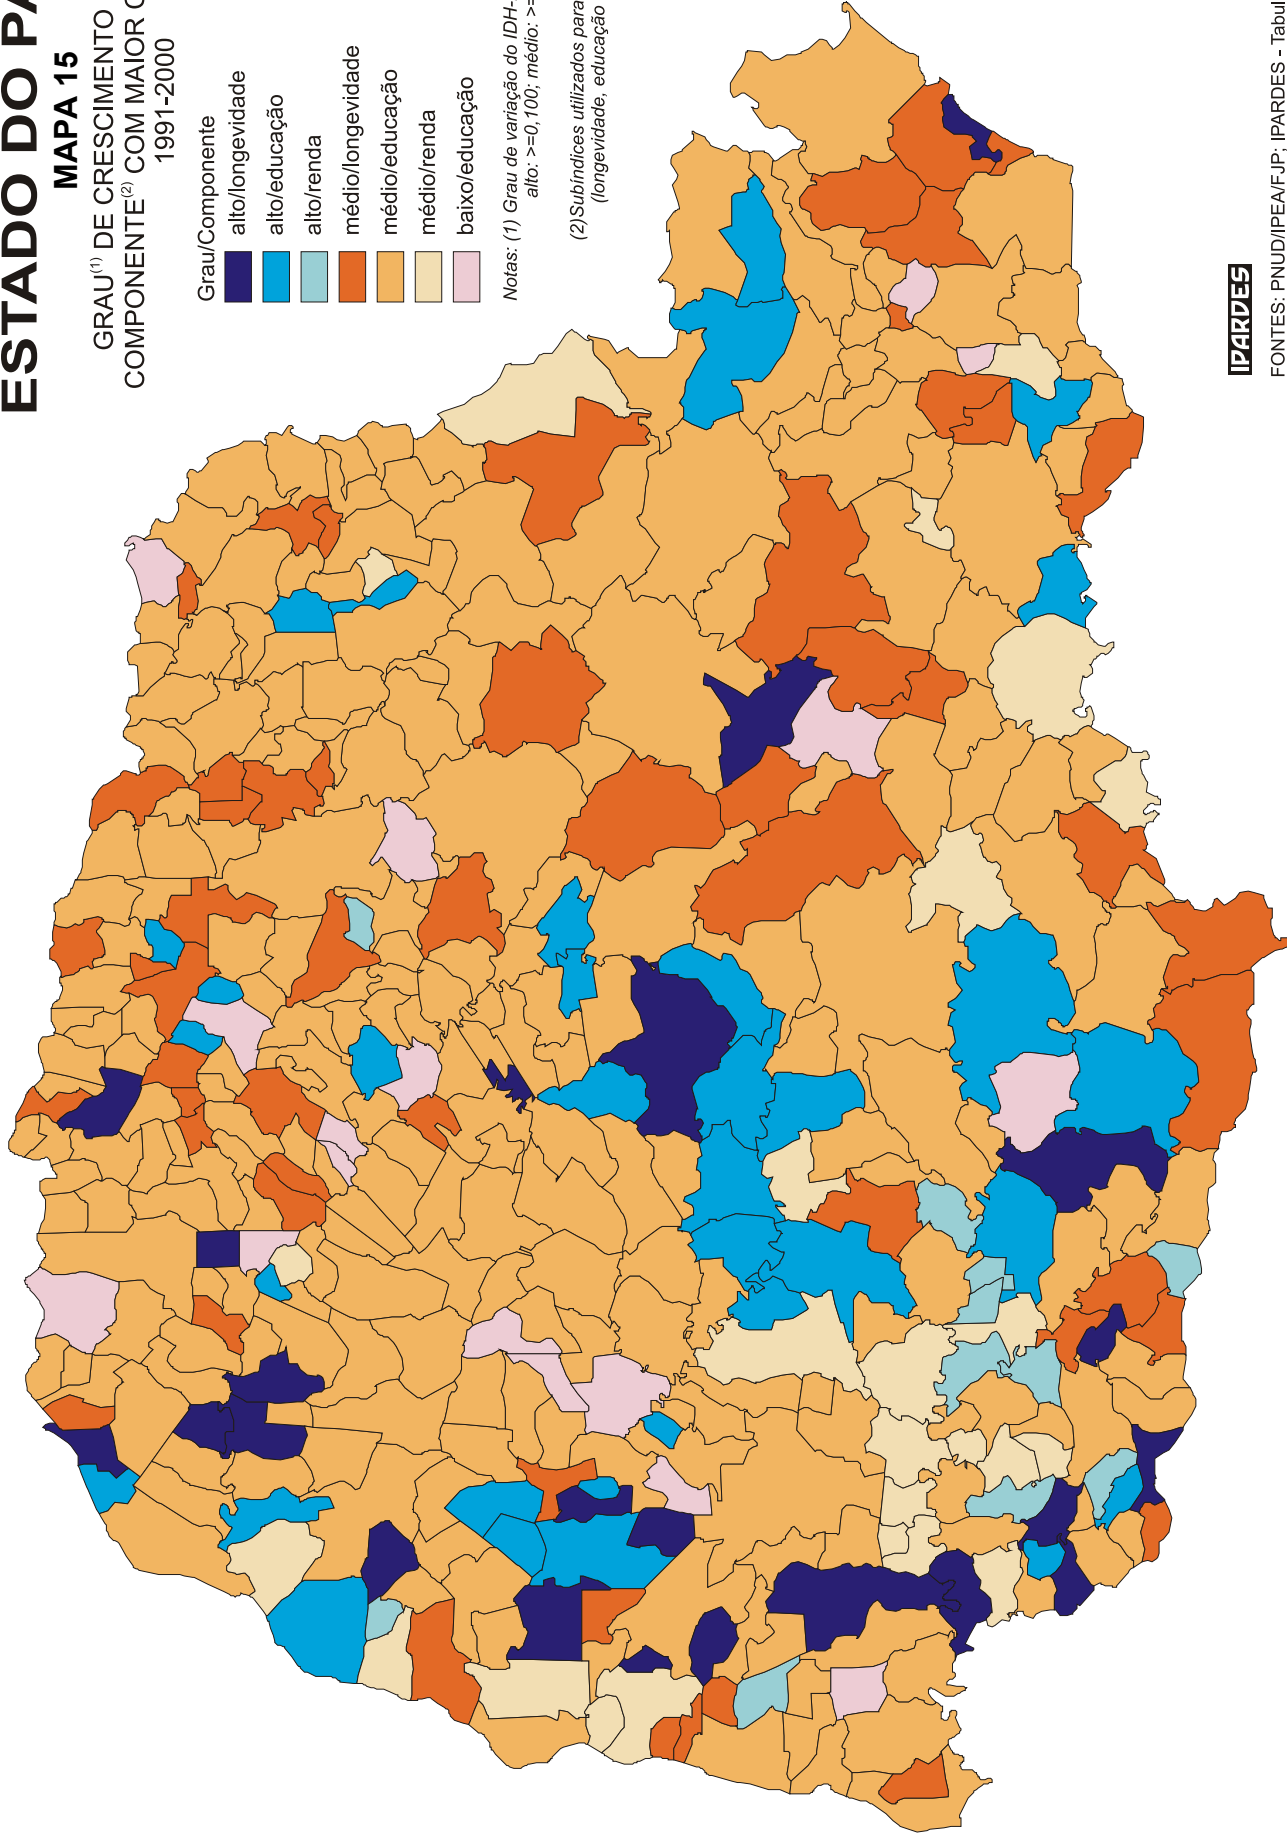 ESTADO DO PA
MAPA 15
GRAU(1) DE CRESCIMENTO
COMPONENTE(2) COM MAIOR C
1991-2000
Grau/Componente
alto/longevidade
alto/educação
alto/renda
médio/longevidade
médio/educação
médio/renda
baixo/educação
Notas: (1) Grau de variação do IDH-
alto: >=0,100; médio: >=
(2)Subíndices utilizados para
(longevidade, educação
IPARDES
FONTES: PNUD/IPEA/FJP; IPARDES - Tabul